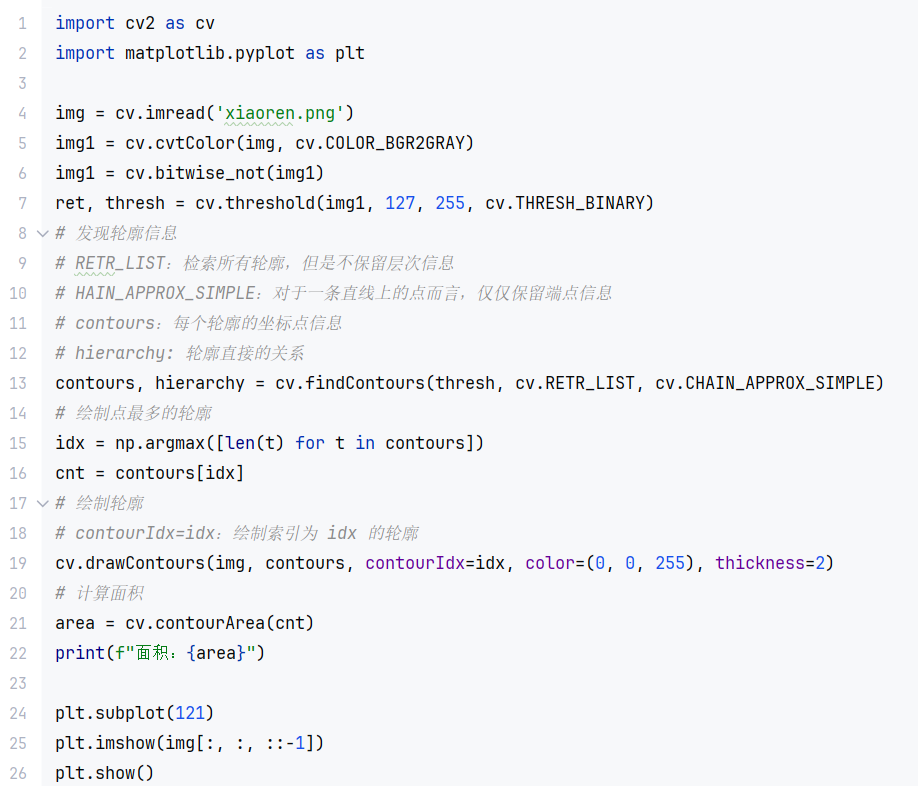 1 import cv2 as cv
2 import matplotlib.pyplot as plt
3
4 img = cv.imread('xiaoren.png')
5 img1 = cv.cvtColor(img, cv.COLOR_BGR2GRAY)
6 img1 = cv.bitwise_not(img1)
7 ret, thresh = cv.threshold(img1, 127, 255, cv.THRESH_BINARY)
8 # 发现轮廓信息
9 # RETR_LIST：检索所有轮廓，但是不保留层次信息
10 # HAIN_APPROX_SIMPLE：对于一条直线上的点而言，仅仅保留端点信息
11 # contours：每个轮廓的坐标点信息
12 # hierarchy: 轮廓直接的关系
13 contours, hierarchy = cv.findContours(thresh, cv.RETR_LIST, cv.CHAIN_APPROX_SIMPLE)
14 # 绘制点最多的轮廓
15 idx = np.argmax([len(t) for t in contours])
16 cnt = contours[idx]
17 # 绘制轮廓
18 # contourIdx=idx：绘制索引为 idx 的轮廓
19 cv.drawContours(img, contours, contourIdx=idx, color=(0, 0, 255), thickness=2)
20 # 计算面积
21 area = cv.contourArea(cnt)
22 print(f"面积：{area}")
23
24 plt.subplot(121)
25 plt.imshow(img[:, :, ::-1])
26 plt.show()